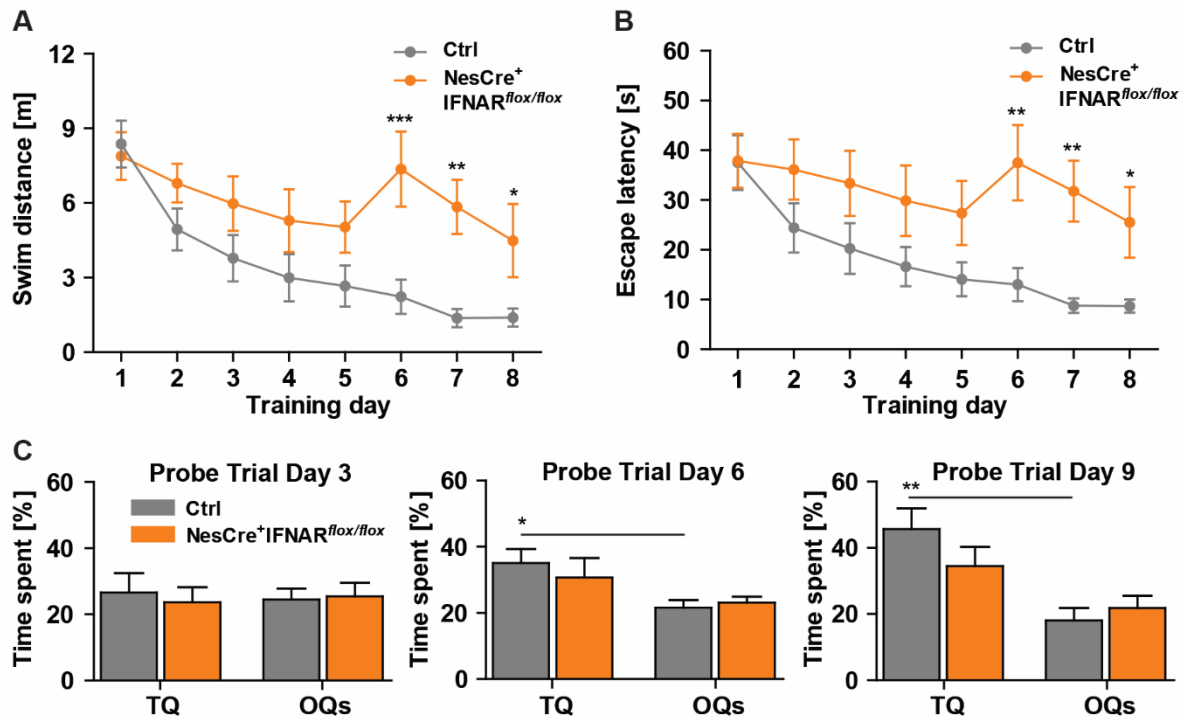 A
Ctrl
NesCre+
IFNARflox/flox
12
9
6
3
0
Swim distance [m]
***
**
*
1 2 3 4 5 6 7 8
Training day
B
Ctrl
NesCre+
IFNARflox/flox
60
50
40
30
20
10
0
Escape latency [s]
**
**
*
1 2 3 4 5 6 7 8
Training day
C
Probe Trial Day 3
Ctrl
NesCre+IFNARflox/flox
60
40
20
0
Time spent [%]
TQ OQs
Probe Trial Day 6
60
40
20
0
Time spent [%]
*
TQ OQs
Probe Trial Day 9
60
40
20
0
Time spent [%]
**
TQ OQs